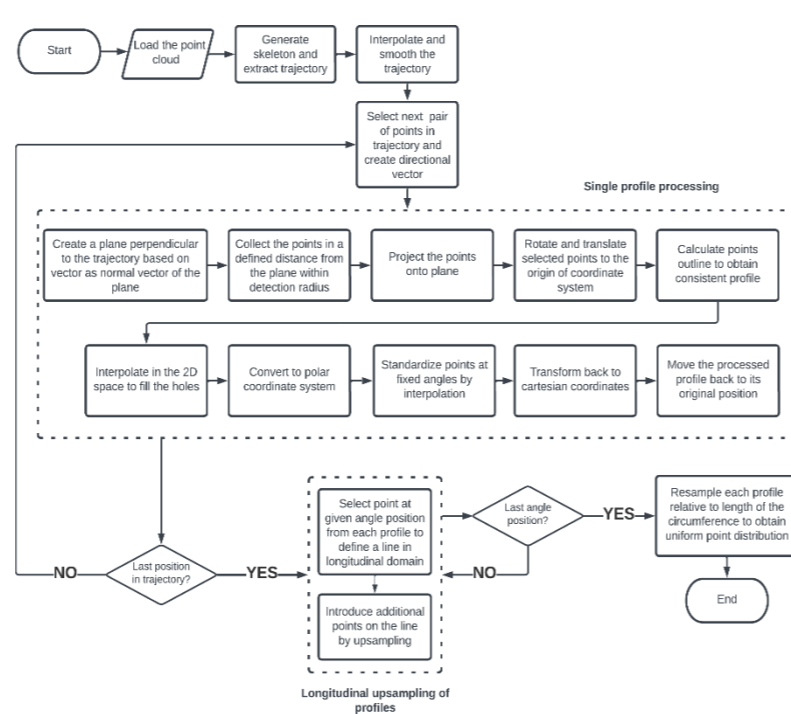 Start
Load the point
cloud
Generate
skeleton and
extract trajectory
Interpolate and
smooth the
trajectory
Select next pair
of points in
trajectory and
create directional
vector
Single profile processing
Create a plane perpendicular
to the trajectory based on
vector as normal vector of the
plane
Collect the points in a
defined distance from
the plane within
detection radius
Project the points
onto plane
Rotate and translate
selected points to the
origin of coordinate
system
Calculate points
outline to obtain
consistent profile
Interpolate in the 2D
space to fill the holes
Convert to polar
coordinate system
Standardize points at
fixed angles by
interpolation
Transform back to
cartesian coordinates
Move the processed
profile back to its
original position
Last position
in trajectory?
NO
YES
Select point at
given angle position
from each profile to
define a line in
longitudinal domain
Introduce additional
points on the line
by upsampling
Longitudinal upsampling of
profiles
Last angle
position?
NO
YES
Resample each profile
relative to length of the
circumference to obtain
uniform point distribution
End